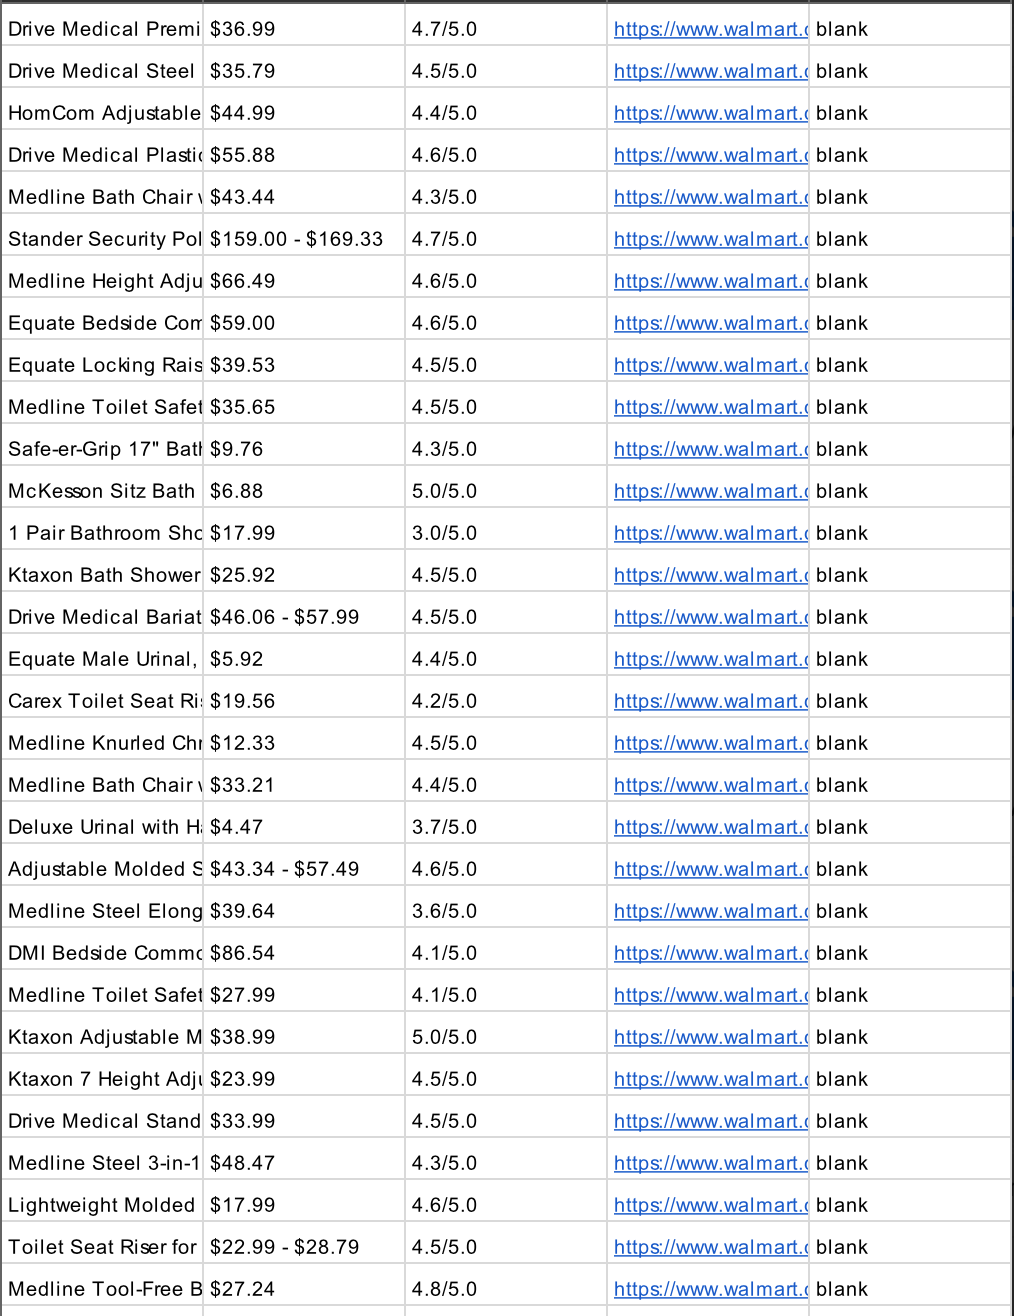 Drive Medical Premi $36.99 4.7/5.0 https://www.walmart.c blank
Drive Medical Steel $35.79 4.5/5.0 https://www.walmart.c blank
HomCom Adjustable $44.99 4.4/5.0 https://www.walmart.c blank
Drive Medical Plastic $55.88 4.6/5.0 https://www.walmart.c blank
Medline Bath Chair $43.44 4.3/5.0 https://www.walmart.c blank
Stander Security Pol $159.00 - $169.33 4.7/5.0 https://www.walmart.c blank
Medline Height Adju $66.49 4.6/5.0 https://www.walmart.c blank
Equate Bedside Com $59.00 4.6/5.0 https://www.walmart.c blank
Equate Locking Rais $39.53 4.5/5.0 https://www.walmart.c blank
Medline Toilet Safet $35.65 4.5/5.0 https://www.walmart.c blank
Safe-er-Grip 17" Bath $9.76 4.3/5.0 https://www.walmart.c blank
McKesson Sitz Bath $6.88 5.0/5.0 https://www.walmart.c blank
1 Pair Bathroom Sho $17.99 3.0/5.0 https://www.walmart.c blank
Ktaxon Bath Shower $25.92 4.5/5.0 https://www.walmart.c blank
Drive Medical Bariat $46.06 - $57.99 4.5/5.0 https://www.walmart.c blank
Equate Male Urinal, $5.92 4.4/5.0 https://www.walmart.c blank
Carex Toilet Seat Ris $19.56 4.2/5.0 https://www.walmart.c blank
Medline Knurled Chr $12.33 4.5/5.0 https://www.walmart.c blank
Medline Bath Chair $33.21 4.4/5.0 https://www.walmart.c blank
Deluxe Urinal with Ha $4.47 3.7/5.0 https://www.walmart.c blank
Adjustable Molded S $43.34 - $57.49 4.6/5.0 https://www.walmart.c blank
Medline Steel Elong $39.64 3.6/5.0 https://www.walmart.c blank
DMI Bedside Commo $86.54 4.1/5.0 https://www.walmart.c blank
Medline Toilet Safet $27.99 4.1/5.0 https://www.walmart.c blank
Ktaxon Adjustable M $38.99 5.0/5.0 https://www.walmart.c blank
Ktaxon 7 Height Adju $23.99 4.5/5.0 https://www.walmart.c blank
Drive Medical Stand $33.99 4.5/5.0 https://www.walmart.c blank
Medline Steel 3-in-1 $48.47 4.3/5.0 https://www.walmart.c blank
Lightweight Molded $17.99 4.6/5.0 https://www.walmart.c blank
Toilet Seat Riser for $22.99 - $28.79 4.5/5.0 https://www.walmart.c blank
Medline Tool-Free B $27.24 4.8/5.0 https://www.walmart.c blank